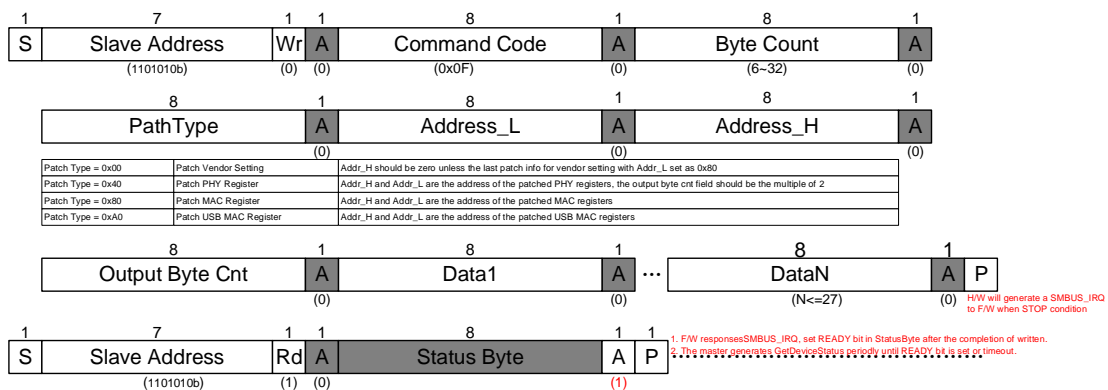 1 7 1 1 8 1 8 1
S Slave Address Wr A Command Code A Byte Count A
(1101010b) (0) (0) (0x0F) (0) (6~32) (0)
8 1 8 1 8 1
PathType A Address_L A Address_H A
(0) (0) (0)
Patch Type = 0x00 Patch Vendor Setting Addr_H should be zero unless the last patch info for vendor setting with Addr_L set as 0x80
Patch Type = 0x40 Patch PHY Register Addr_H and Addr_L are the address of the patched PHY registers, the output byte cnt field should be the multiple of 2
Patch Type = 0x80 Patch MAC Register Addr_H and Addr_L are the address of the patched MAC registers
Patch Type = 0xA0 Patch USB MAC Register Addr_H and Addr_L are the address of the patched USB MAC registers
8 1 8 1 8 1
Output Byte Cnt A Data1 A ... DataN A P
(0) (0) (N<=27) (0)
H/W will generate a SMBUS_IRQ
to F/W when STOP condition
1 7 1 1 8 1 1
S Slave Address Rd A Status Byte A P
(1101010b) (1) (0) (1)
1. F/W responsesSMBUS_IRQ, set READY bit in StatusByte after the completion of written.
2. The master generates GetDeviceStatus periodly until READY bit is set or timeout.